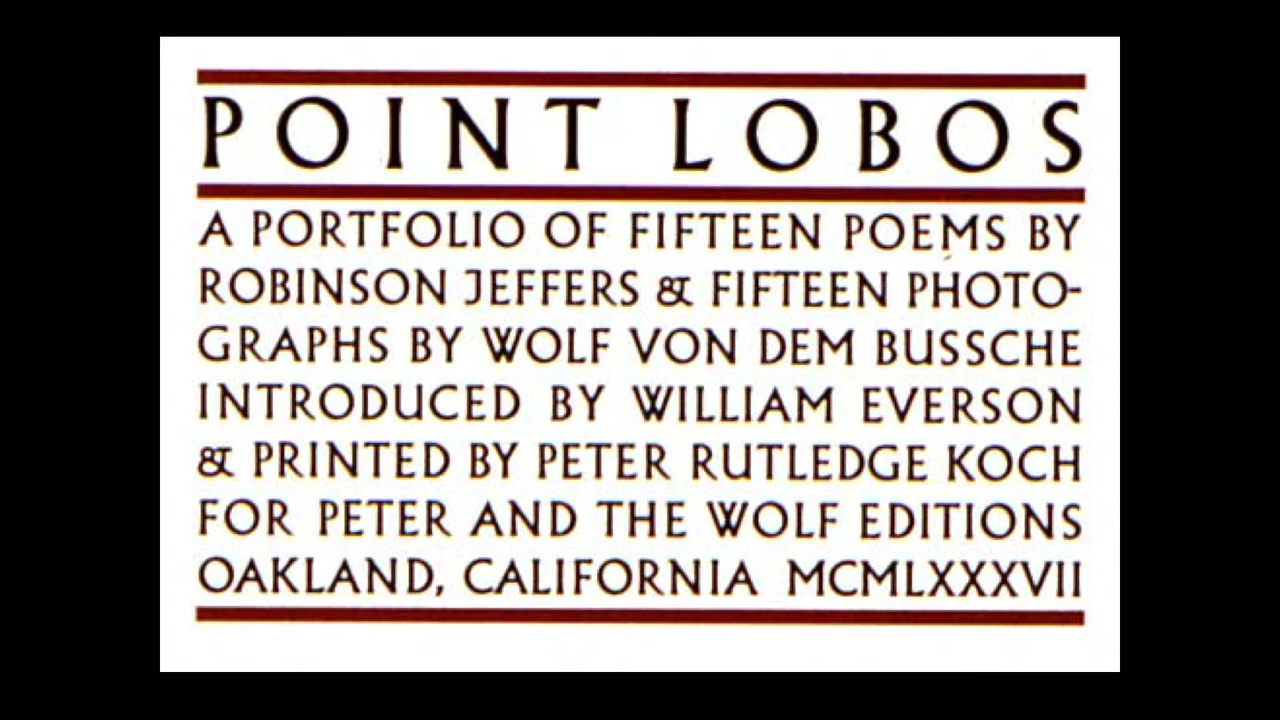 POINT LOBOS
A PORTFOLIO OF FIFTEEN POEMS BY
ROBINSON JEFFERS & FIFTEEN PHOTO-
GRAPHS BY WOLF VON DEM BUSSCHE
INTRODUCED BY WILLIAM EVERSON
& PRINTED BY PETER RUTLEDGE KOCH
FOR PETER AND THE WOLF EDITIONS
OAKLAND, CALIFORNIA MCMLXXXVII